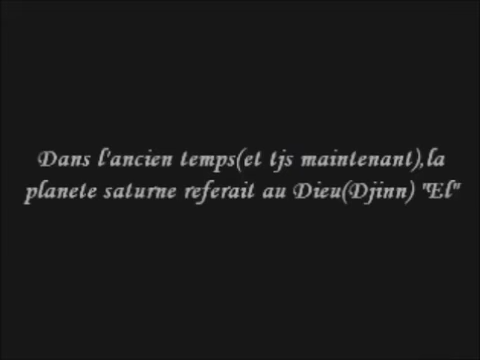 Dans l'ancien temps(et tjs maintenant),la
planete saturne referait au Dieu(Djinn) "El"